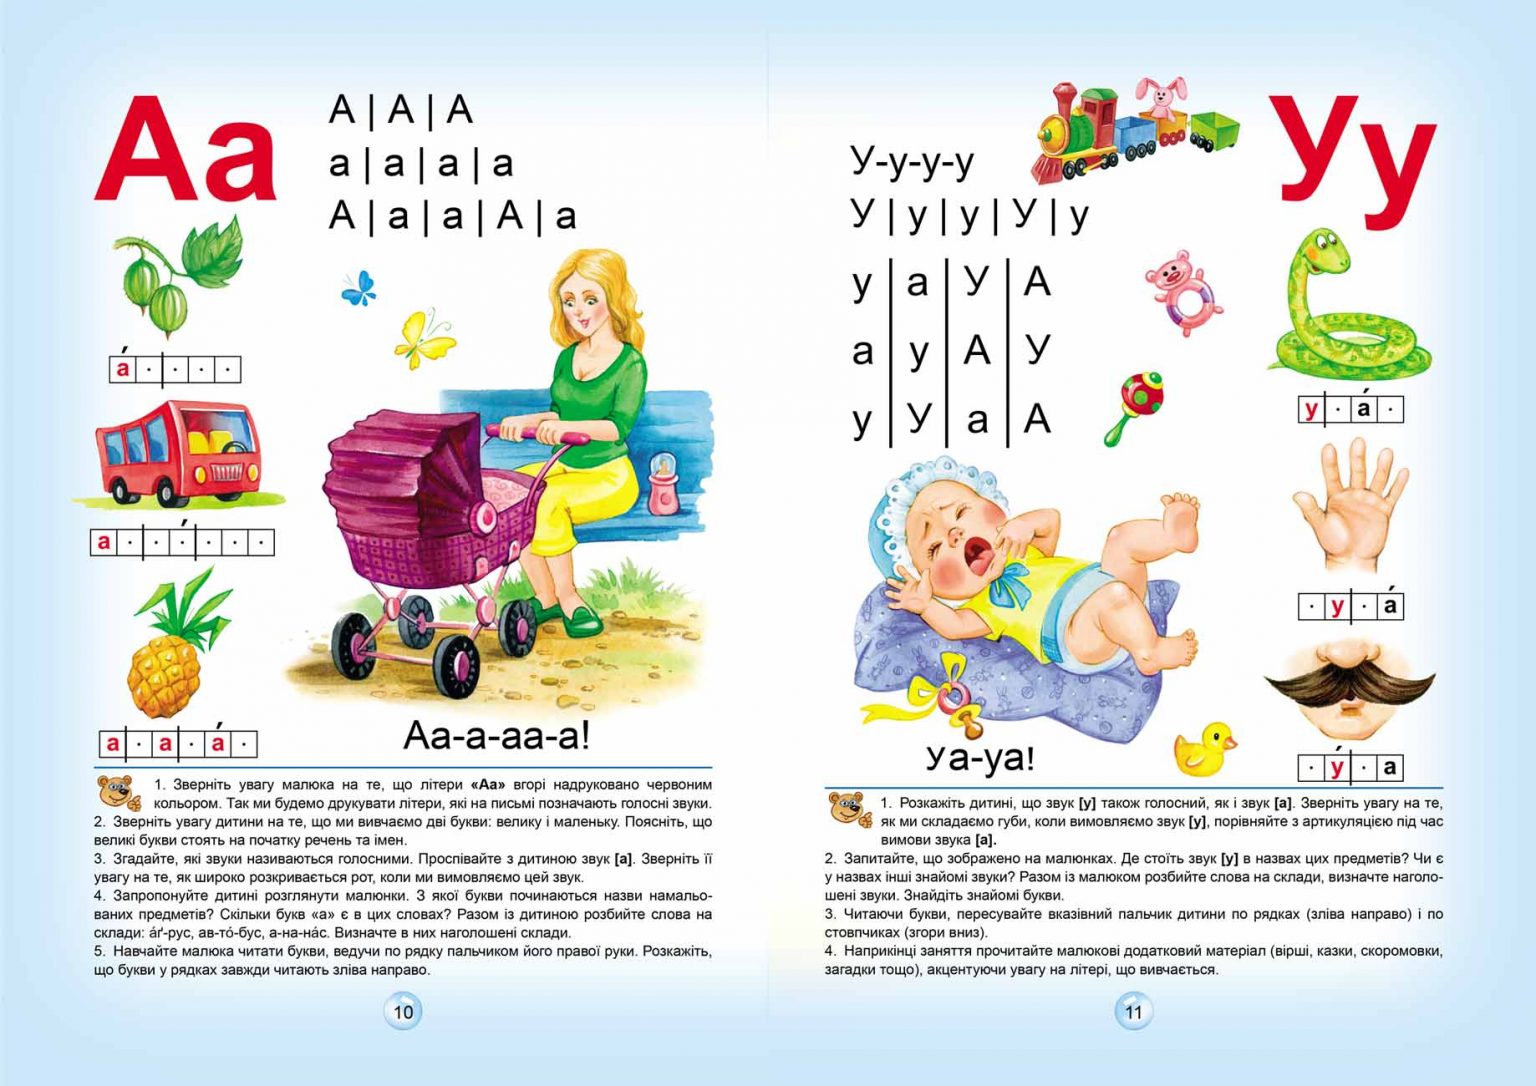 Аа
А | А | А
а | а | а | а
А | а | а | А | а
а́ · | · · ·
а · | · ·́ | · · ·
а | · а | · а́ ·
Аа-а-аа-а!
1. Зверніть увагу малюка на те, що літери «Аа» вгорі надруковано червоним
кольором. Так ми будемо друкувати літери, які на письмі позначають голосні звуки.
2. Зверніть увагу дитини на те, що ми вивчаємо дві букви: велику і маленьку. Поясніть, що
великі букви стоять на початку речень та імен.
3. Згадайте, які звуки називаються голосними. Проспівайте з дитиною звук [а]. Зверніть її
увагу на те, як широко розкривається рот, коли ми вимовляємо цей звук.
4. Запропонуйте дитині розглянути малюнки. З якої букви починаються назви намальо-
ваних предметів? Скільки букв «а» є в цих словах? Разом із дитиною розбийте слова на
склади: а́ґ-рус, ав-то́-бус, а-на-на́с. Визначте в них наголошені склади.
5. Навчайте малюка читати букви, ведучи по рядку пальчиком його правої руки. Розкажіть,
що букви у рядках завжди читають зліва направо.
10
Уу
У-у-у-у
У | у | у | У | у
у | а | У | А
а | у | А | У
у | У | а | А
у | · а́ ·
· у | · а́
· у́ | · а
Уа-уа!
1. Розкажіть дитині, що звук [у] також голосний, як і звук [а]. Зверніть увагу на те,
як ми складаємо губи, коли вимовляємо звук [у], порівняйте з артикуляцією під час
вимови звука [а].
2. Запитайте, що зображено на малюнках. Де стоїть звук [у] в назвах цих предметів? Чи є
у назвах інші знайомі звуки? Разом із малюком розбийте слова на склади, визначте наголо-
шені звуки. Знайдіть знайомі букви.
3. Читаючи букви, пересувайте вказівний пальчик дитини по рядках (зліва направо) і по
стовпчиках (згори вниз).
4. Наприкінці заняття прочитайте малюкові додатковий матеріал (вірші, казки, скоромовки,
загадки тощо), акцентуючи увагу на літері, що вивчається.
11